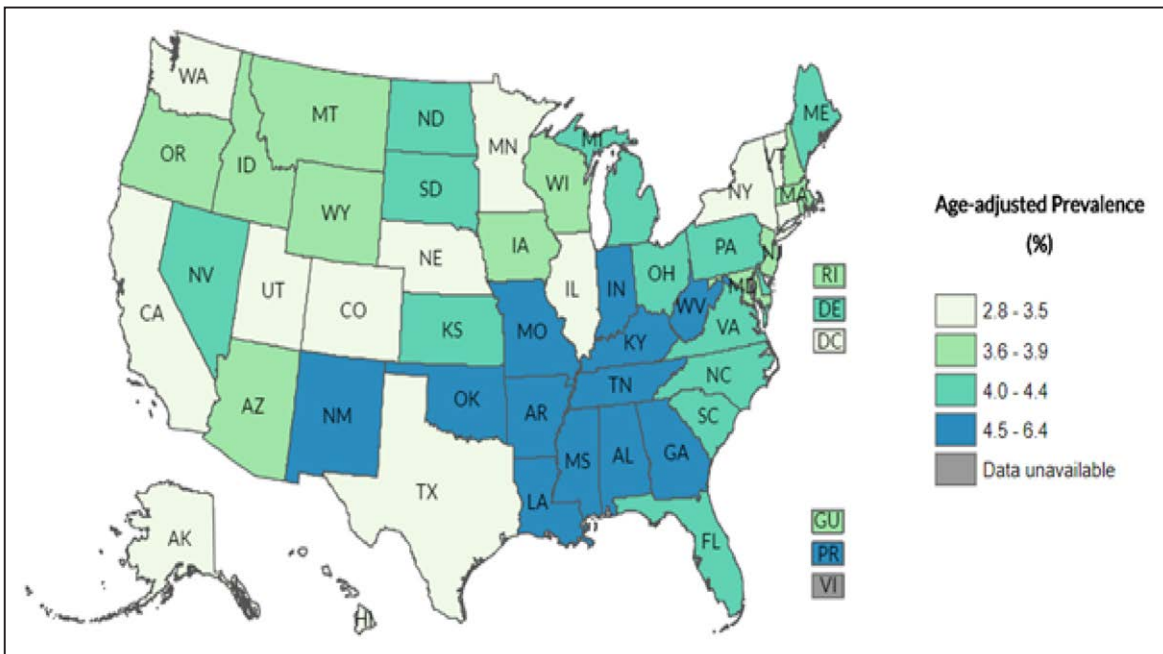 WA
MT
ND
MN
ME
OR
ID
SD
WI
MI
VT
NY
MA
WY
IA
PA
NJ
NE
NV
UT
CO
IL
IN
OH
MD
WV
VA
CA
KS
MO
KY
NC
TN
AZ
NM
OK
AR
SC
MS
AL
GA
TX
LA
FL
AK
HI
RI
DE
DC
GU
PR
VI
Age-adjusted Prevalence
(%)
2.8 - 3.5
3.6 - 3.9
4.0 - 4.4
4.5 - 6.4
Data unavailable